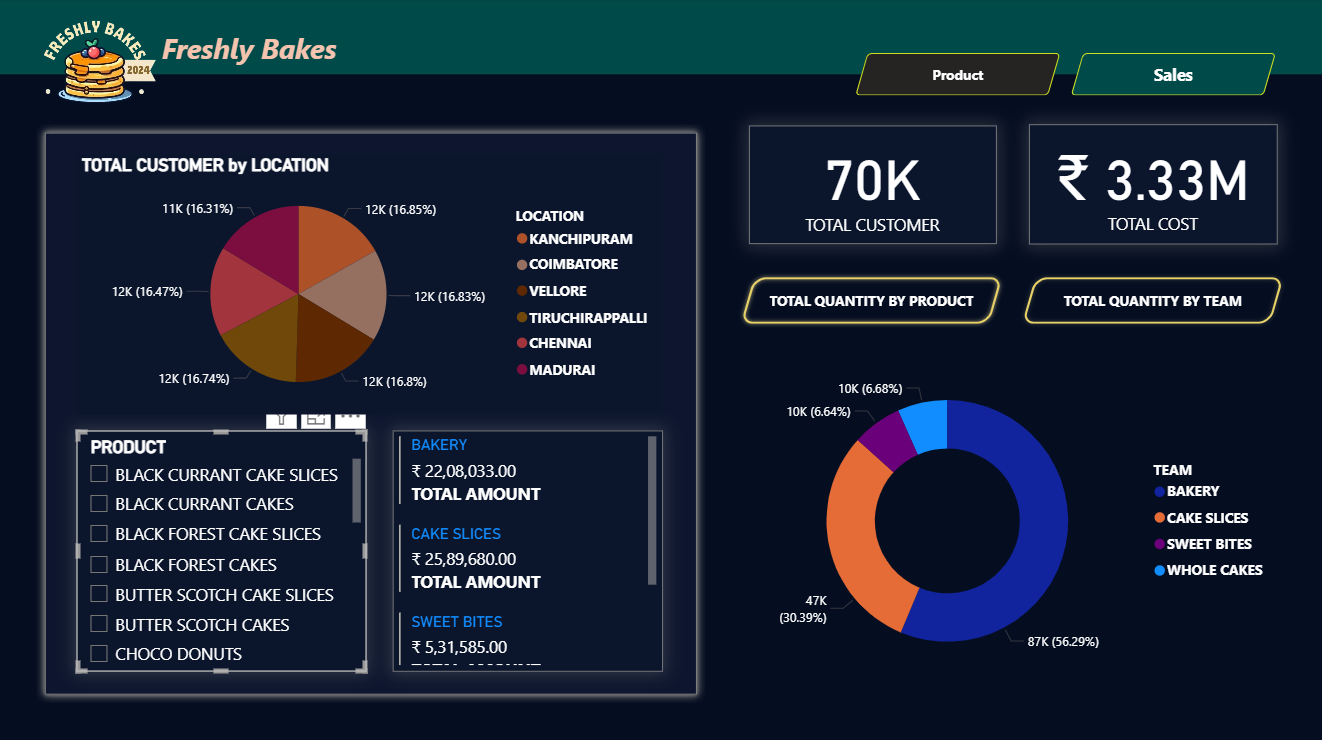 FRESHLY BAKES
2024
Freshly Bakes
Product
Sales
TOTAL CUSTOMER by LOCATION
11K (16.31%)
12K (16.85%)
12K (16.47%)
12K (16.83%)
12K (16.74%)
12K (16.8%)
LOCATION
KANCHIPURAM
COIMBATORE
VELLORE
TIRUCHIRAPPALLI
CHENNAI
MADURAI
PRODUCT
BLACK CURRANT CAKE SLICES
BLACK CURRANT CAKES
BLACK FOREST CAKE SLICES
BLACK FOREST CAKES
BUTTER SCOTCH CAKE SLICES
BUTTER SCOTCH CAKES
CHOCO DONUTS
BAKERY
₹ 22,08,033.00
TOTAL AMOUNT
CAKE SLICES
₹ 25,89,680.00
TOTAL AMOUNT
SWEET BITES
₹ 5,31,585.00
70K
TOTAL CUSTOMER
₹ 3.33M
TOTAL COST
TOTAL QUANTITY BY PRODUCT
TOTAL QUANTITY BY TEAM
10K (6.68%)
10K (6.64%)
47K
(30.39%)
87K (56.29%)
TEAM
BAKERY
CAKE SLICES
SWEET BITES
WHOLE CAKES